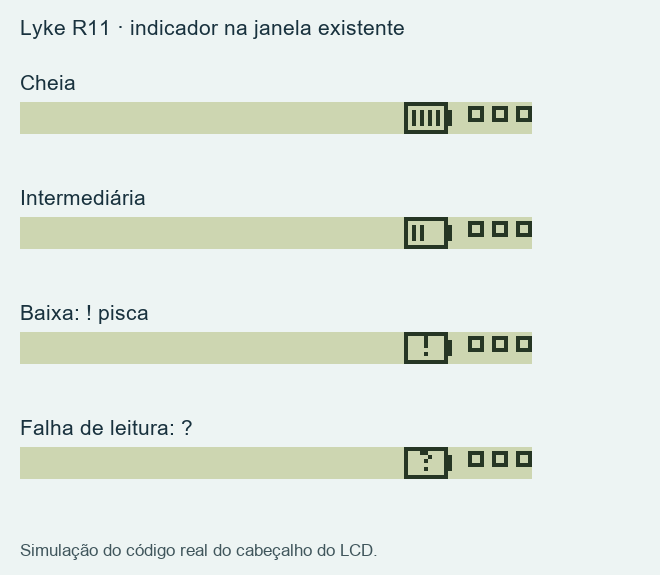 Lyke R11 · indicador na janela existente
Cheia
Intermediária
!
Baixa: ! pisca
Falha de leitura: ?
?
Simulação do código real do cabeçalho do LCD.